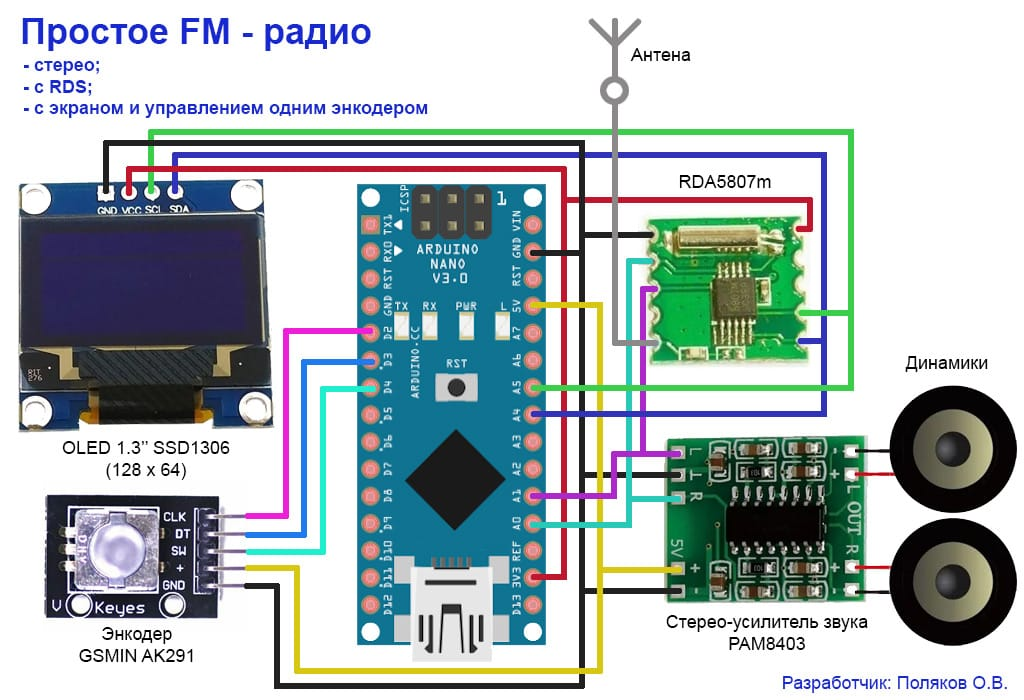 Простое FM - радио
- стерео;
- с RDS;
- с экраном и управлением одним энкодером
Антена
RDA5807m
GND VCC SCL SDA
OLED 1.3” SSD1306
(128 x 64)
ICSP
1
ARDUINO
NANO
V3.0
TX RX PWR L
RST
ARDUINO.CC
TX1
RX0
RST
GND
D2
D3
D4
D5
D6
D7
D8
D9
D10
D11
D12
VIN
GND
RST
5V
A7
A6
A5
A4
A3
A2
A1
A0
REF
3V3
D13
CLK
DT
SW
+
GND
Keyes
Энкодер
GSMIN AK291
Динамики
L
R
5V
+
-
-
+
L OUT R
+
-
Стерео-усилитель звука
PAM8403
Разработчик: Поляков О.В.